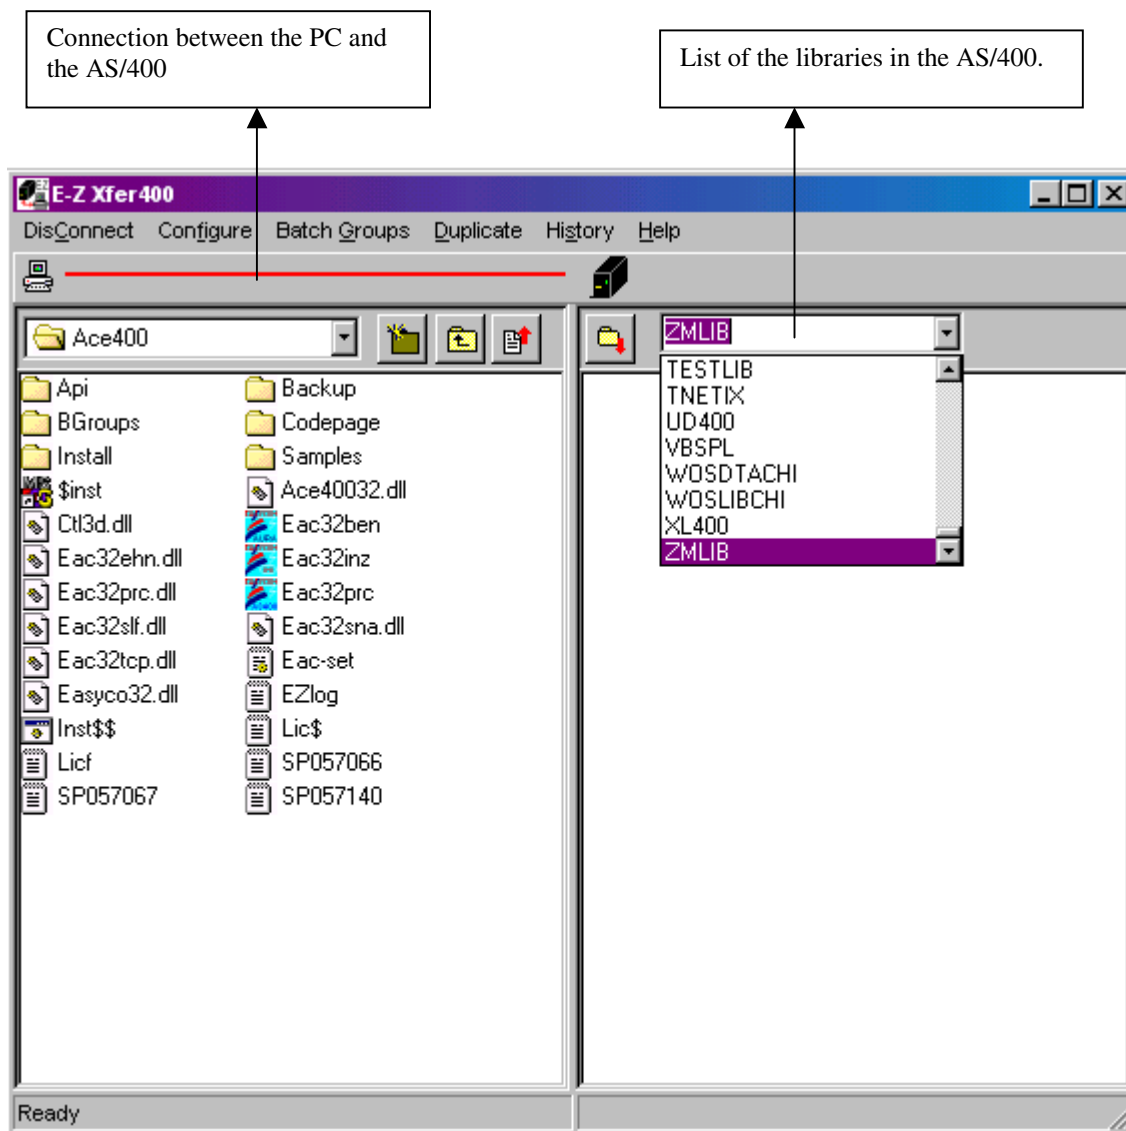 Connection between the PC and
the AS/400
List of the libraries in the AS/400.
E-Z Xfer400
DisConnect Configure Batch Groups Duplicate History Help
Ace400
ZMLIB
Api
Backup
BGroups
Codepage
Install
Samples
$inst
Ace40032.dll
Ctl3d.dll
Eac32ben
Eac32ehn.dll
Eac32inz
Eac32prc.dll
Eac32prc
Eac32slf.dll
Eac32sna.dll
Eac32tcp.dll
Eac-set
Easyco32.dll
EZlog
Inst$$
Lic$
Licf
SP057066
SP057067
SP057140
TESTLIB
TNETIX
UD400
VBSPL
WOSDTACHI
WOSLIBCHI
XL400
ZMLIB
Ready